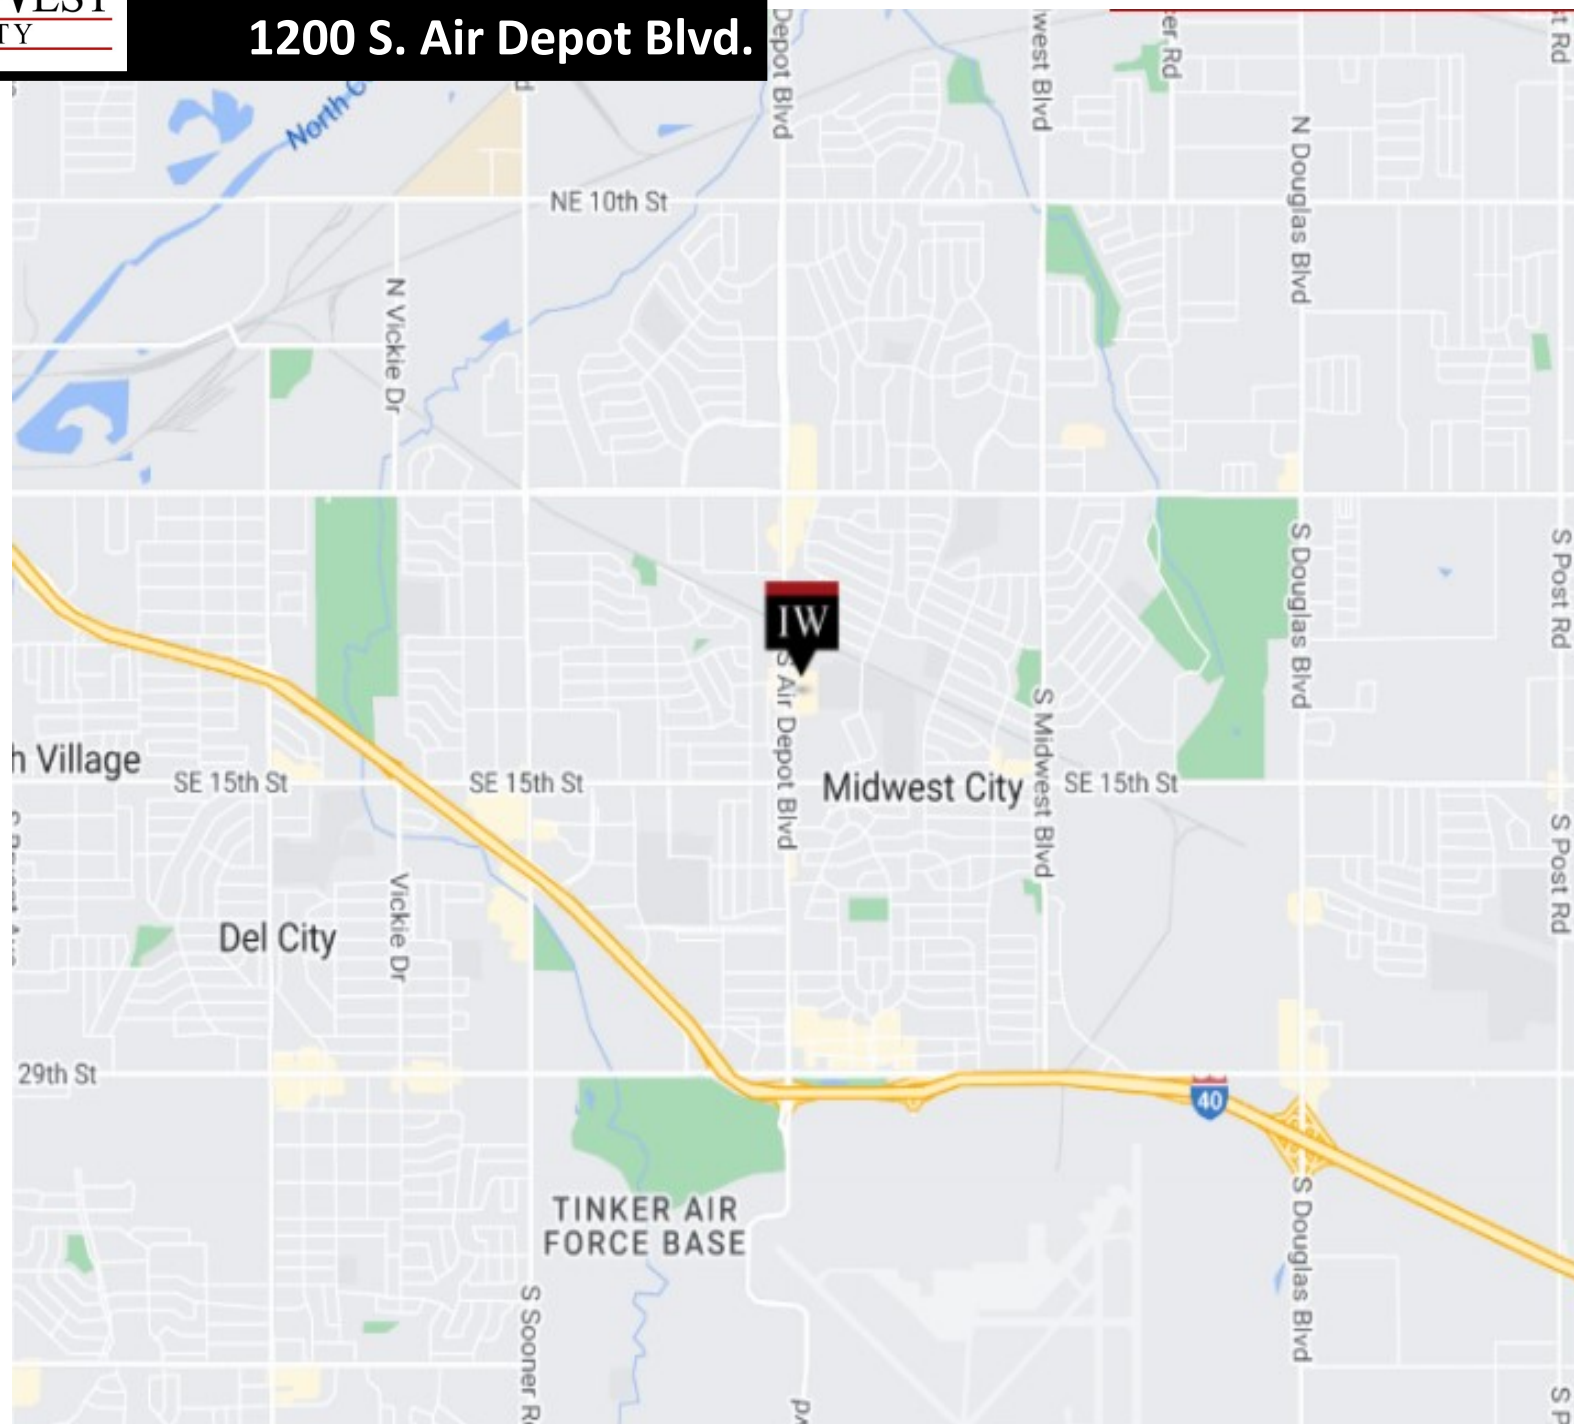 TY
1200 S. Air Depot Blvd.
Depot Blvd
west Blvd
er Rd
t Rd
North
N Douglas Blvd
NE 10th St
N Vickie Dr
S Douglas Blvd
S Post Rd
IW
S Air Depot Blvd
S Midwest Blvd
h Village
SE 15th St
SE 15th St
Midwest City
SE 15th St
S Post Rd
Vickie Dr
Del City
29th St
40
TINKER AIR
FORCE BASE
S Douglas Blvd
S Sooner R
S P